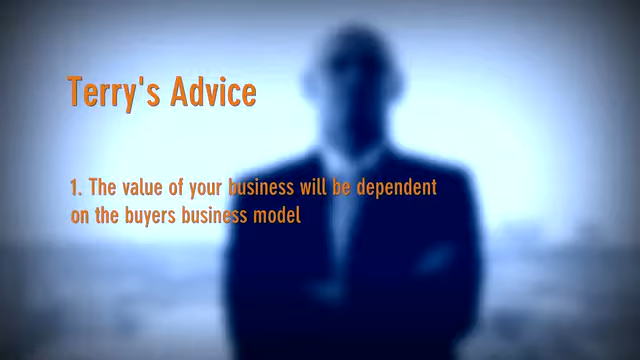 Terry's Advice
1. The value of your business will be dependent
on the buyers business model